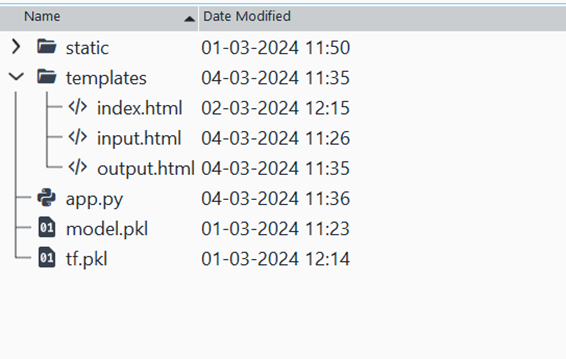 Name Date Modified
static 01-03-2024 11:50
templates 04-03-2024 11:35
index.html 02-03-2024 12:15
input.html 04-03-2024 11:26
output.html 04-03-2024 11:35
app.py 04-03-2024 11:36
model.pkl 01-03-2024 11:23
tf.pkl 01-03-2024 12:14